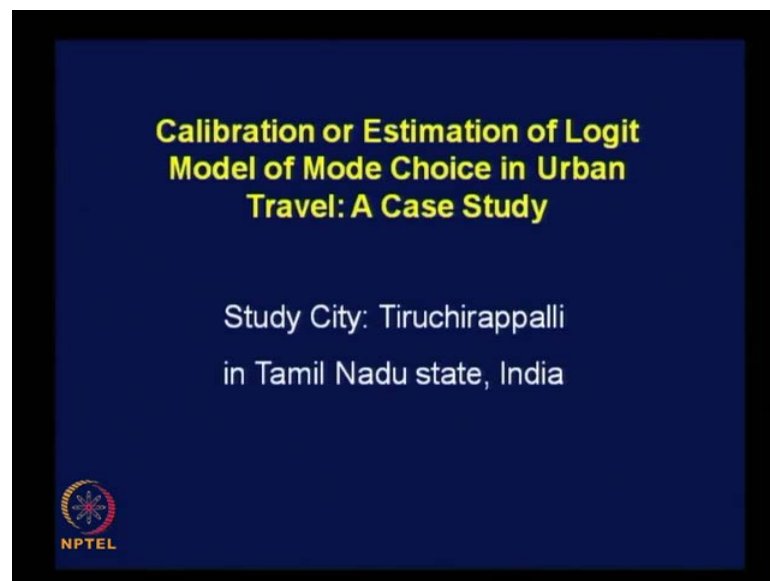 Calibration or Estimation of Logit
Model of Mode Choice in Urban
Travel: A Case Study
Study City: Tiruchirappalli
in Tamil Nadu state, India
NPTEL